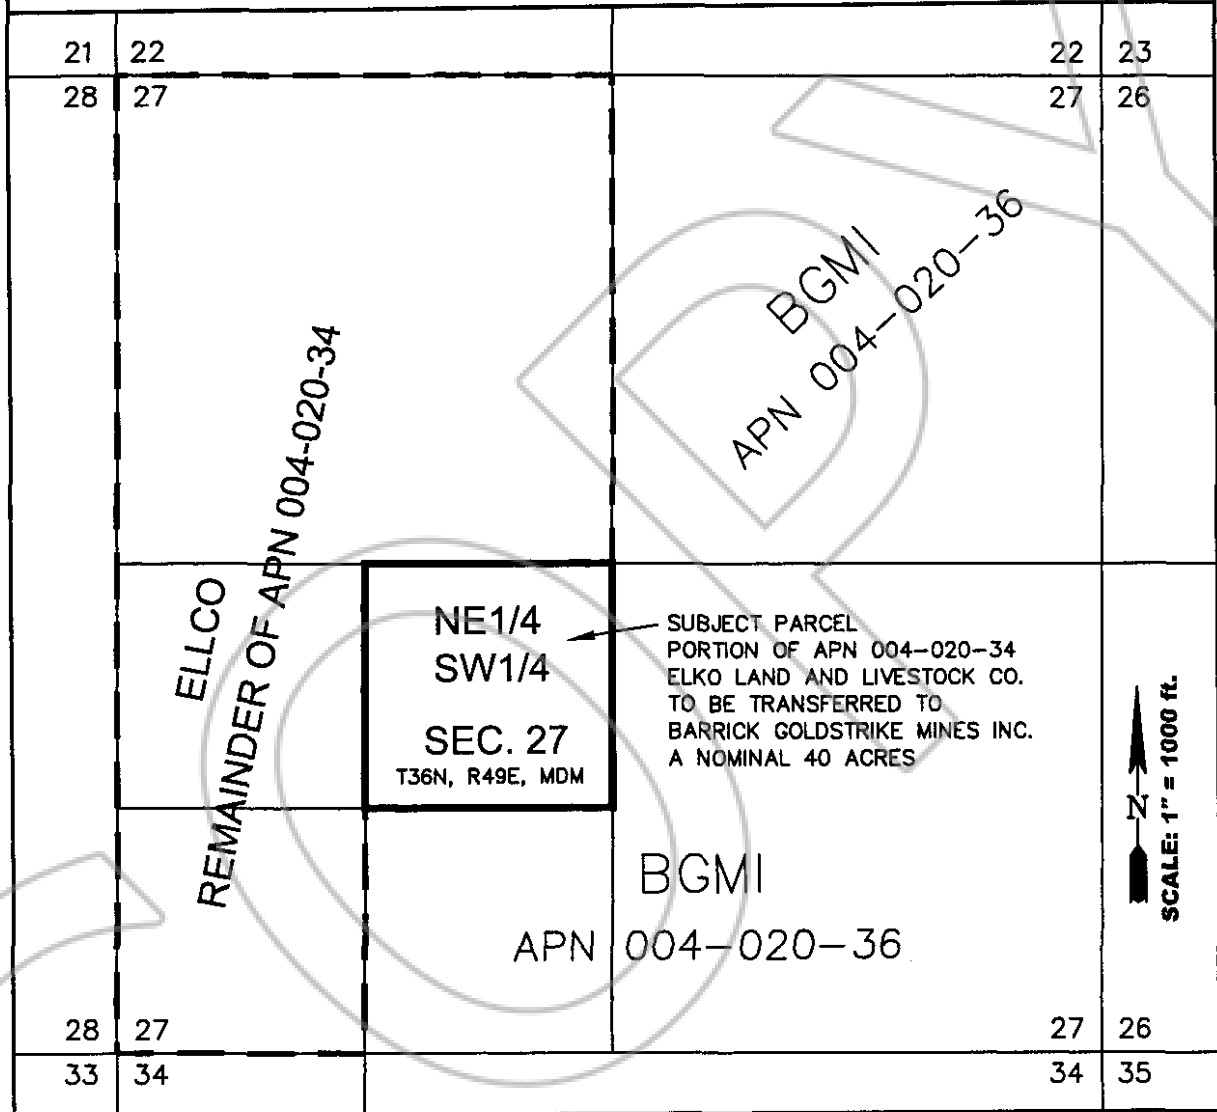 21 22
22 23
28 27
27 26
BGMI
APN 004-020-36
ELLCO
REMAINDER OF APN 004-020-34
NE1/4
SW1/4
SEC. 27
T36N, R49E, MDM
SUBJECT PARCEL
PORTION OF APN 004-020-34
ELKO LAND AND LIVESTOCK CO.
TO BE TRANSFERRED TO
BARRICK GOLDSTRIKE MINES INC.
A NOMINAL 40 ACRES
N
SCALE: 1" = 1000 ft.
BGMI
APN 004-020-36
28 27
27 26
33 34
34 35